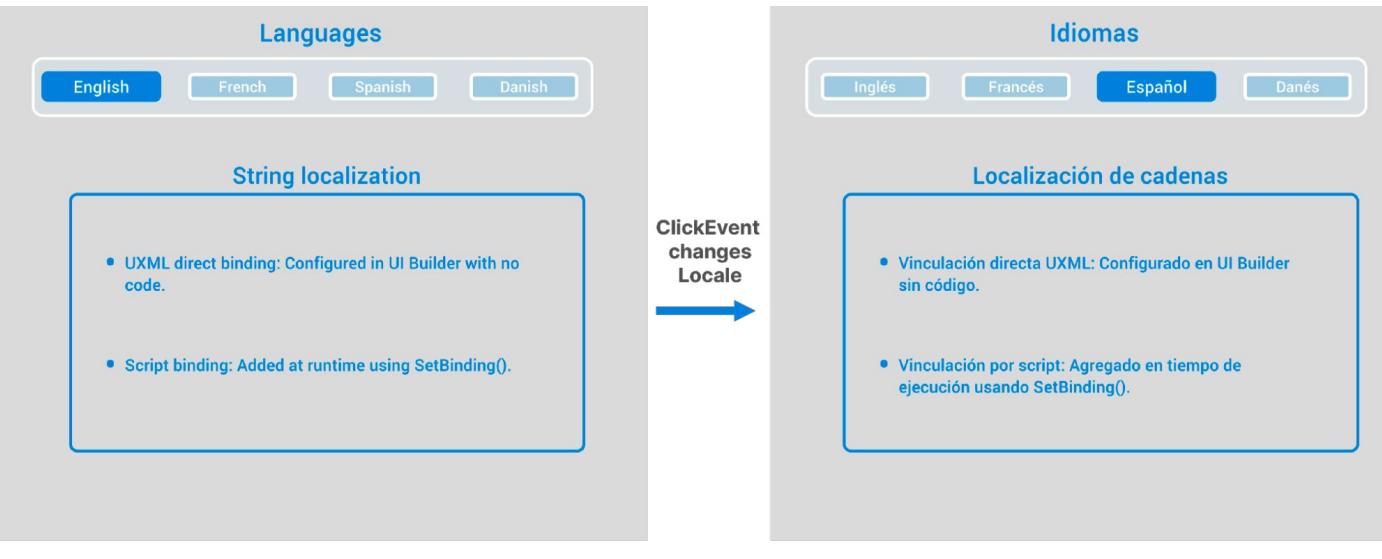 Languages
English French Spanish Danish
String localization
• UXML direct binding: Configured in UI Builder with no
code.
• Script binding: Added at runtime using SetBinding().
ClickEvent
changes
Locale
Idiomas
Inglés Francés Español Danés
Localización de cadenas
• Vinculación directa UXML: Configurado en UI Builder
sin código.
• Vinculación por script: Agregado en tiempo de
ejecución usando SetBinding().